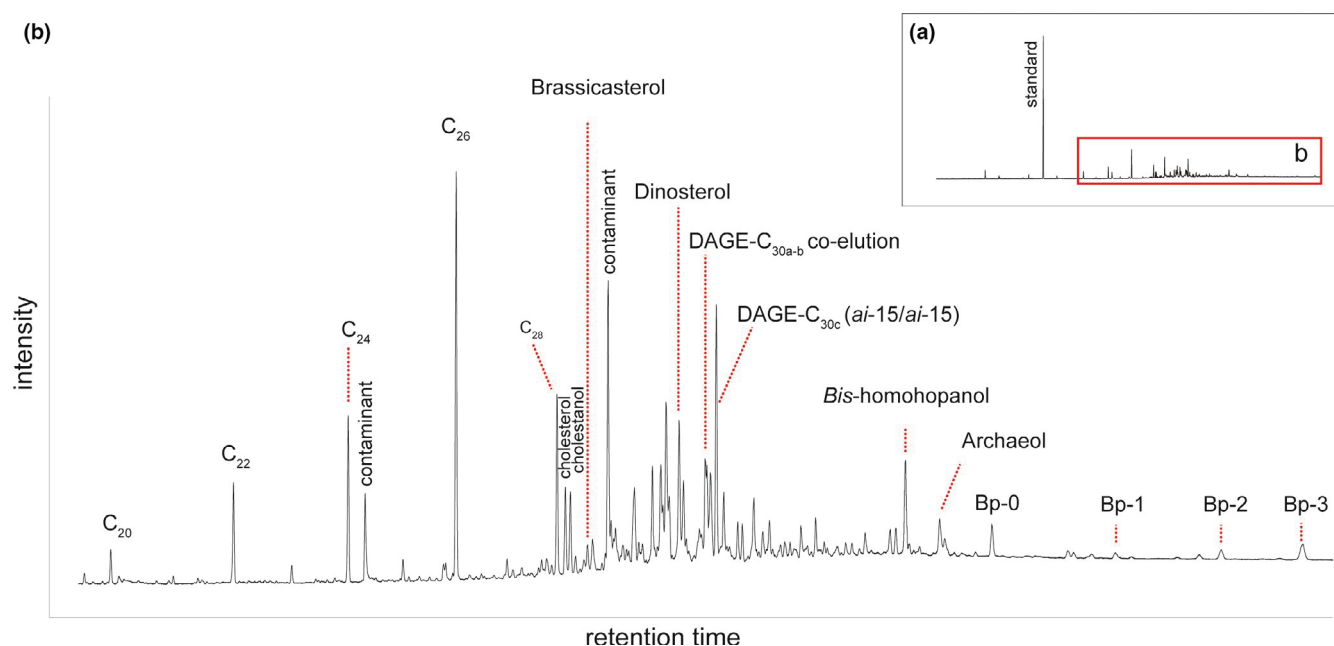 (b)
(a)
standard
b
Brassicasterol
C26
contaminant
Dinosterol
DAGE-C30a-b co-elution
DAGE-C30c (ai-15/ai-15)
C24
contaminant
C28
cholesterol
cholestanol
Bis-homohopanol
Archaeol
C22
C20
Bp-0
Bp-1
Bp-2
Bp-3
intensity
retention time